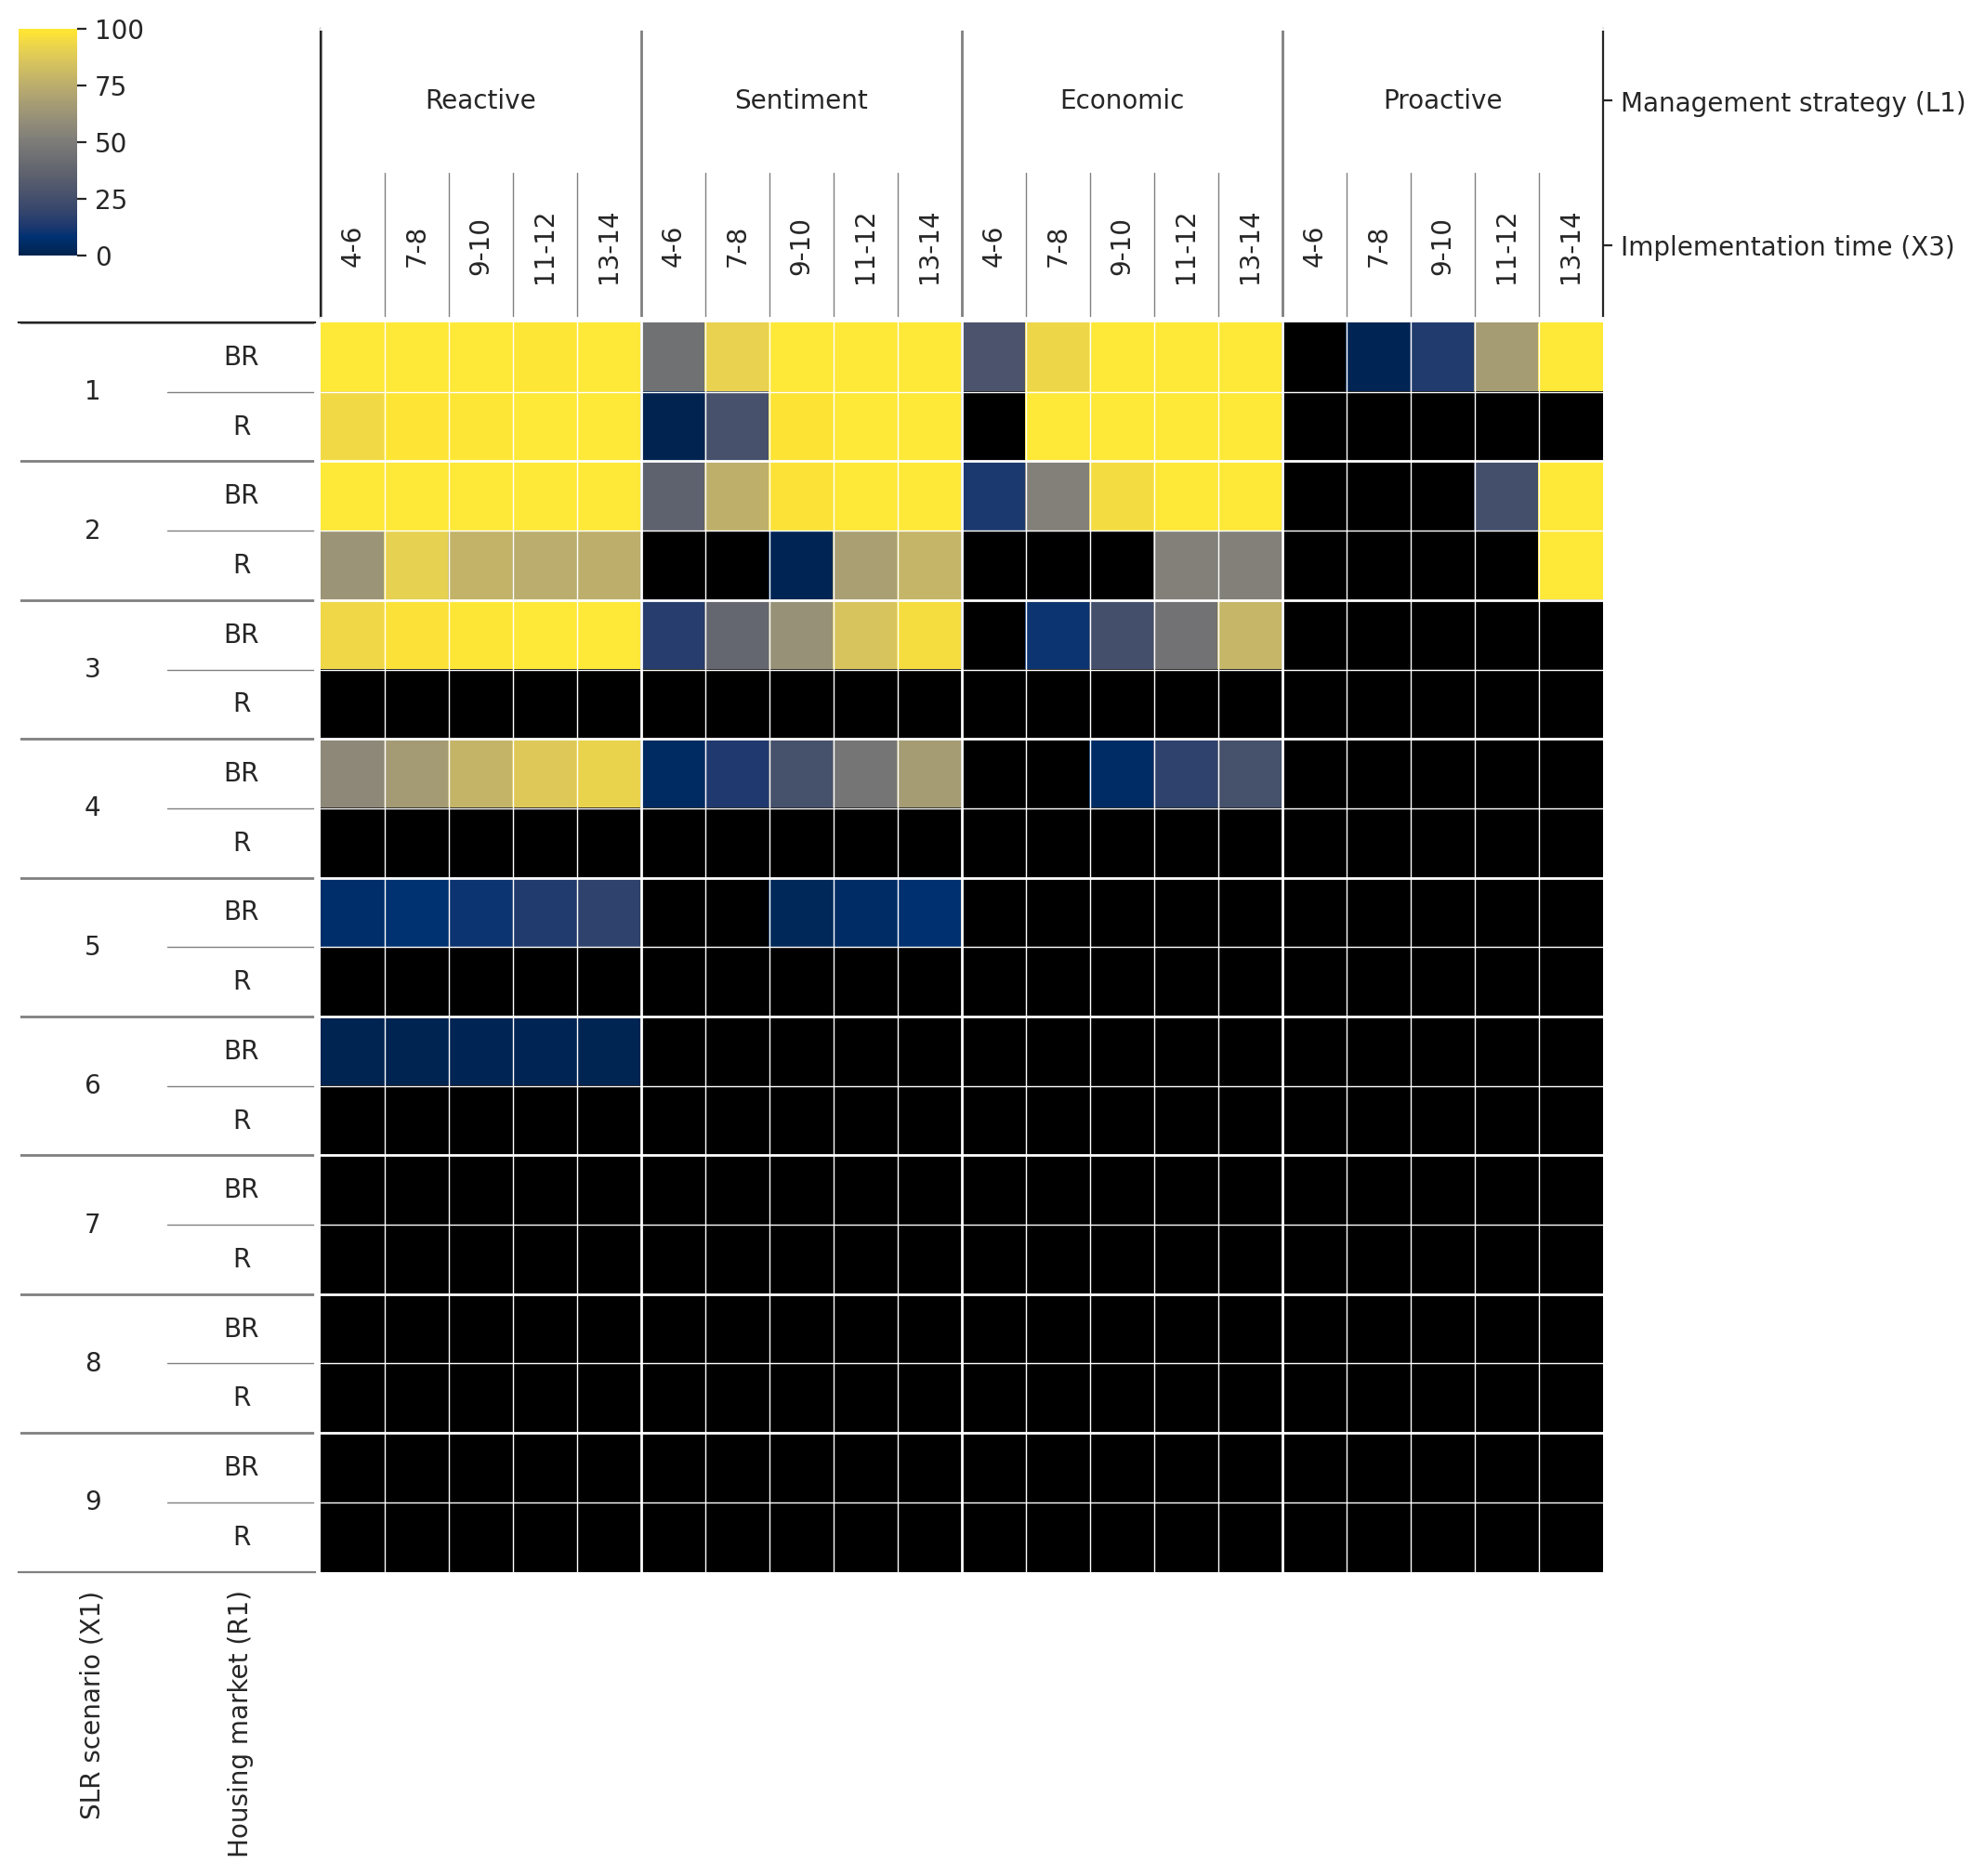 100
75
50
25
0
Reactive
Sentiment
Economic
Proactive
Management strategy (L1)
4-6
7-8
9-10
11-12
13-14
4-6
7-8
9-10
11-12
13-14
4-6
7-8
9-10
11-12
13-14
4-6
7-8
9-10
11-12
13-14
Implementation time (X3)
1
BR
R
2
BR
R
3
BR
R
4
BR
R
5
BR
R
6
BR
R
7
BR
R
8
BR
R
9
BR
R
SLR scenario (X1)
Housing market (R1)